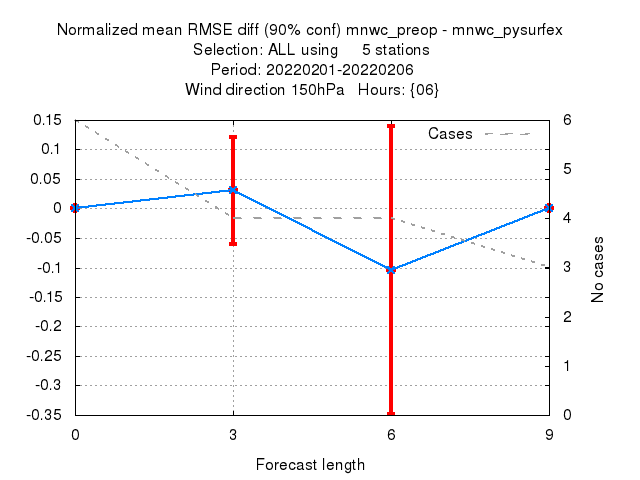 Normalized mean RMSE diff (90% conf) mnwc_preop - mnwc_pysurfex
Selection: ALL using 5 stations
Period: 20220201-20220206
Wind direction 150hPa Hours: {06}
Cases
0.15
0.1
0.05
0
-0.05
-0.1
-0.15
-0.2
-0.25
-0.3
-0.35
6
5
4
3
2
1
0
No cases
0 3 6 9
Forecast length